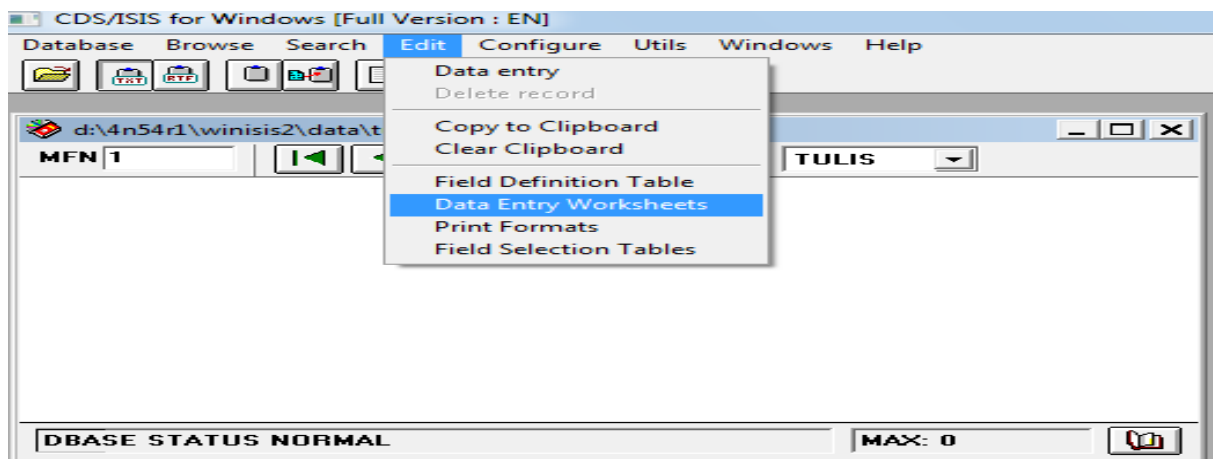 CDS/ISIS for Windows [Full Version : EN]
Database Browse Search Edit Configure Utils Windows Help
TXT RTF
Data entry
Delete record
Copy to Clipboard
Clear Clipboard
Field Definition Table
Data Entry Worksheets
Print Formats
Field Selection Tables
d:\4n54r1\winisis2\data\t
MFN 1 TULIS
DBASE STATUS NORMAL MAX: 0